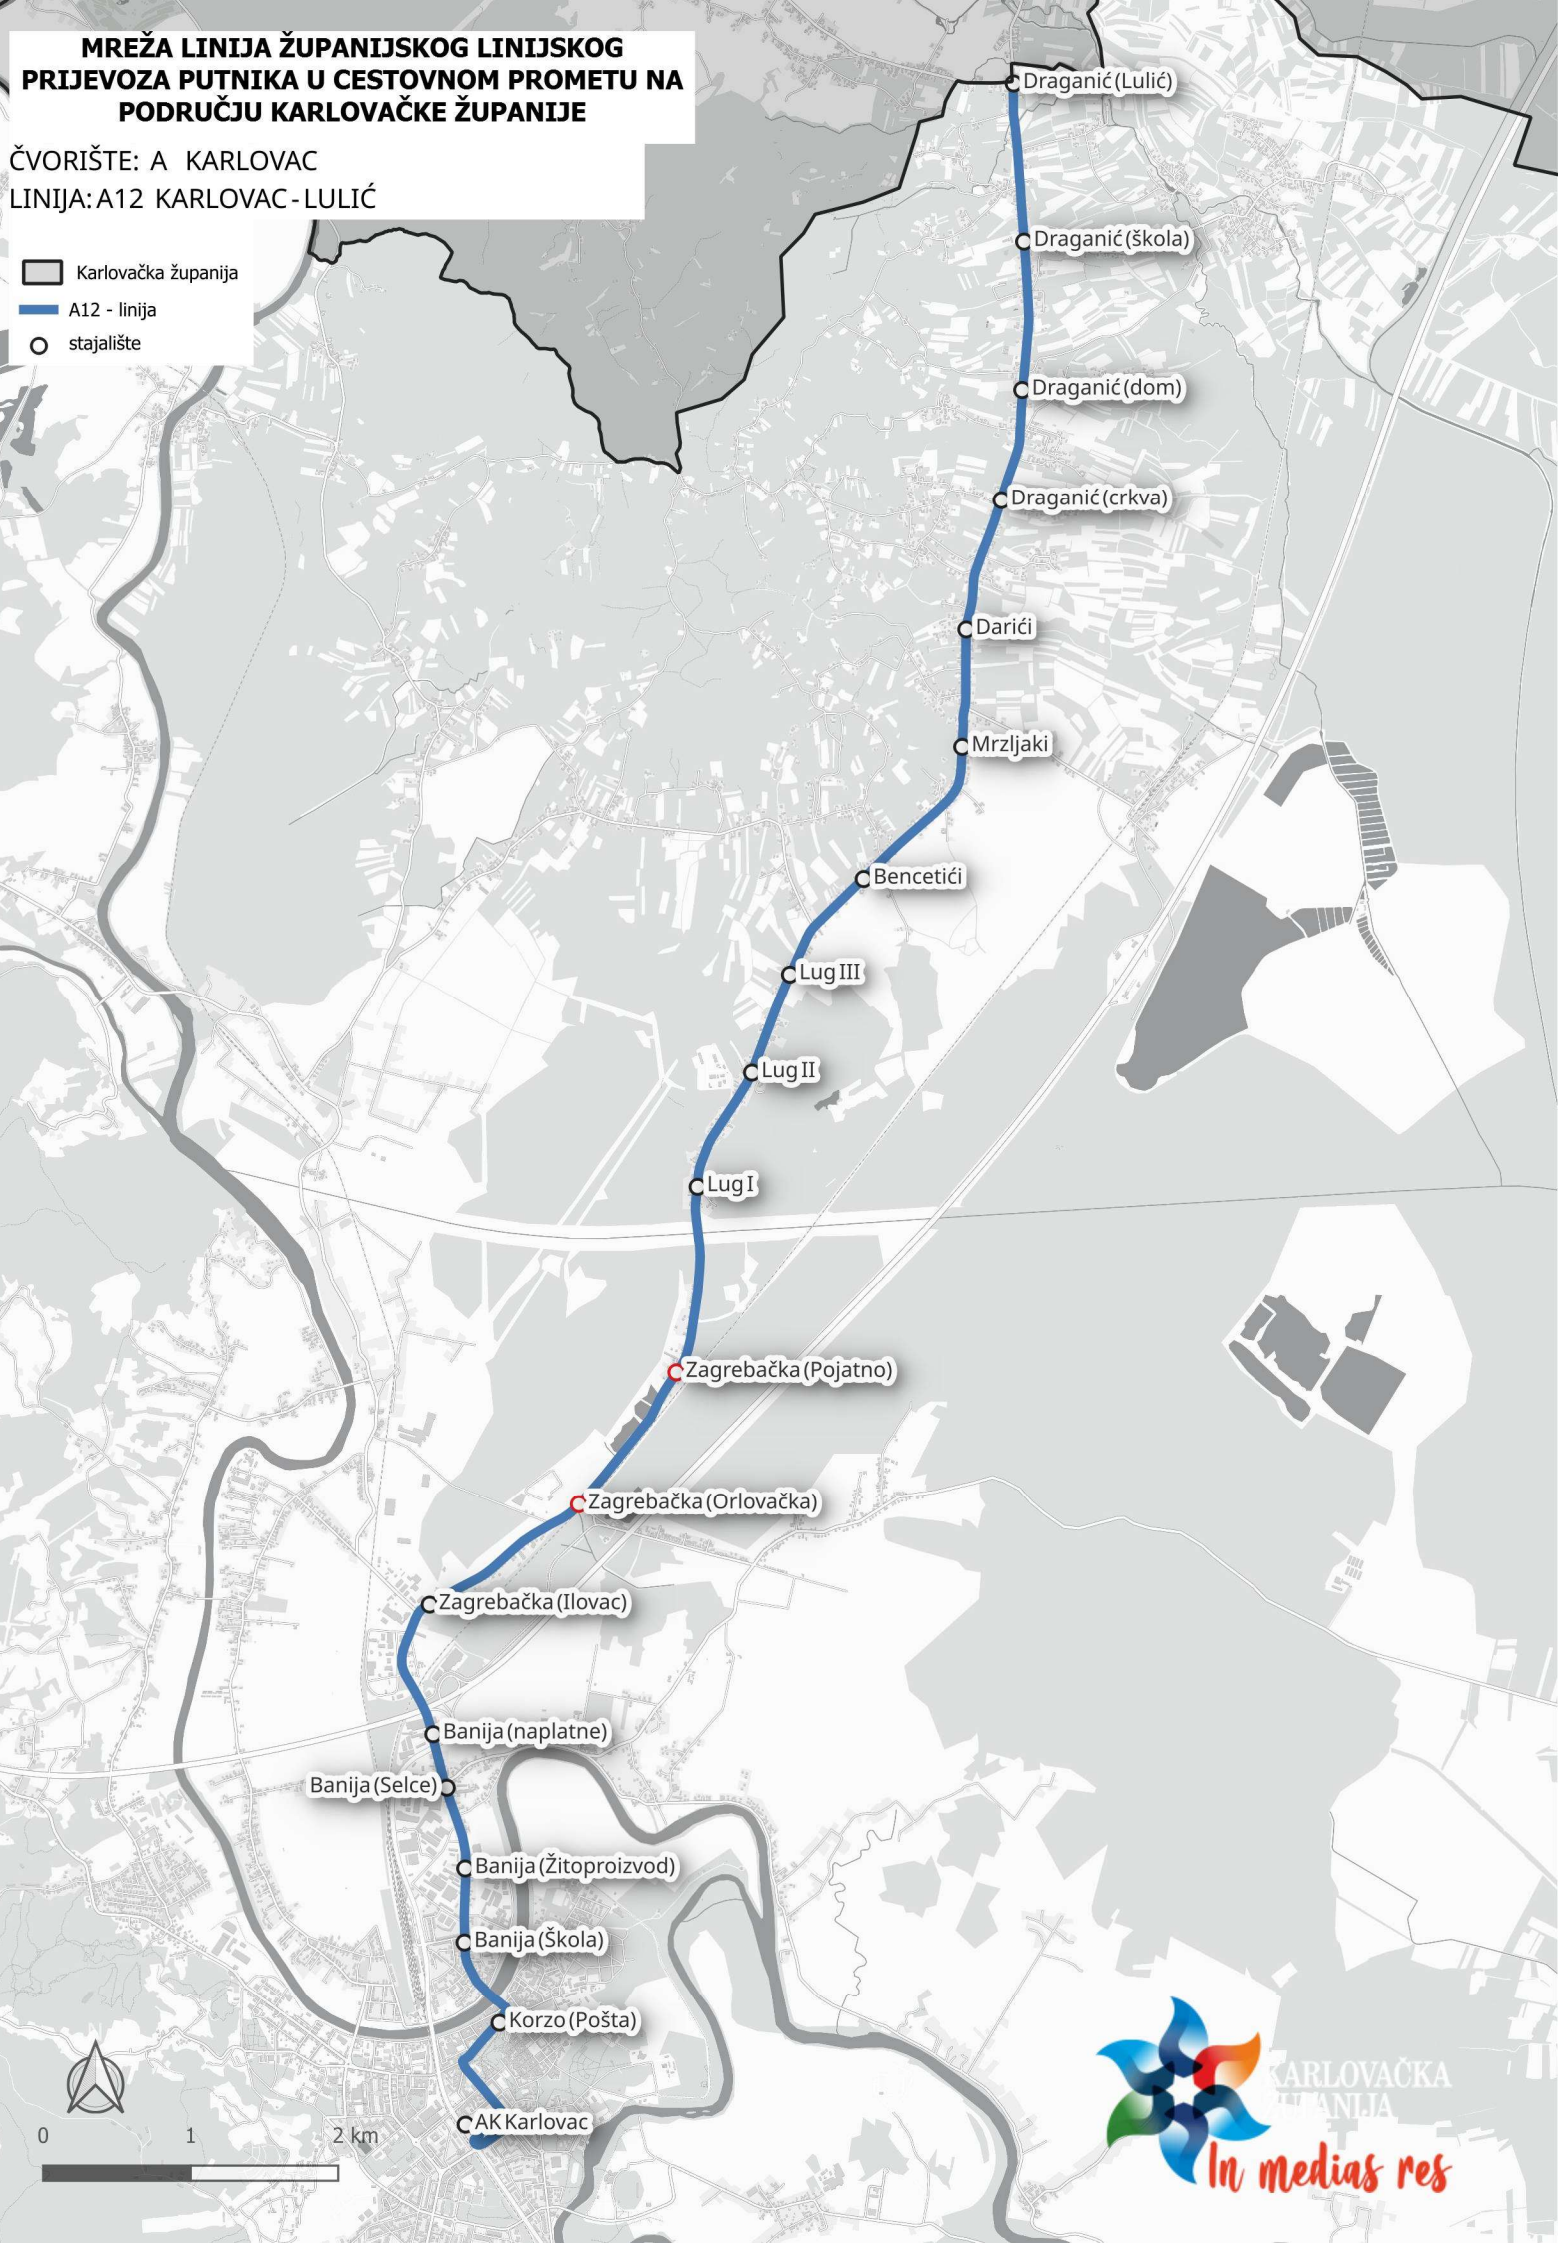 MREŽA LINIJA ŽUPANIJSKOG LINIJSKOG
PRIJEVOZA PUTNIKA U CESTOVNOM PROMETU NA
PODRUČJU KARLOVAČKE ŽUPANIJE
ČVORIŠTE: A KARLOVAC
LINIJA: A12 KARLOVAC - LULIĆ
Karlovačka županija
A12 - linija
stajalište
Draganić (Lulić)
Draganić (škola)
Draganić (dom)
Draganić (crkva)
Darići
Mrzljaki
Bencetići
Lug III
Lug II
Lug I
Zagrebačka (Pojatno)
Zagrebačka (Orlovačka)
Zagrebačka (Ilovac)
Banija (naplatne)
Banija (Selce)
Banija (Žitoproizvod)
Banija (Škola)
Korzo (Pošta)
AK Karlovac
N
0 1 2 km
KARLOVAČKA
ŽUPANIJA
In medias res